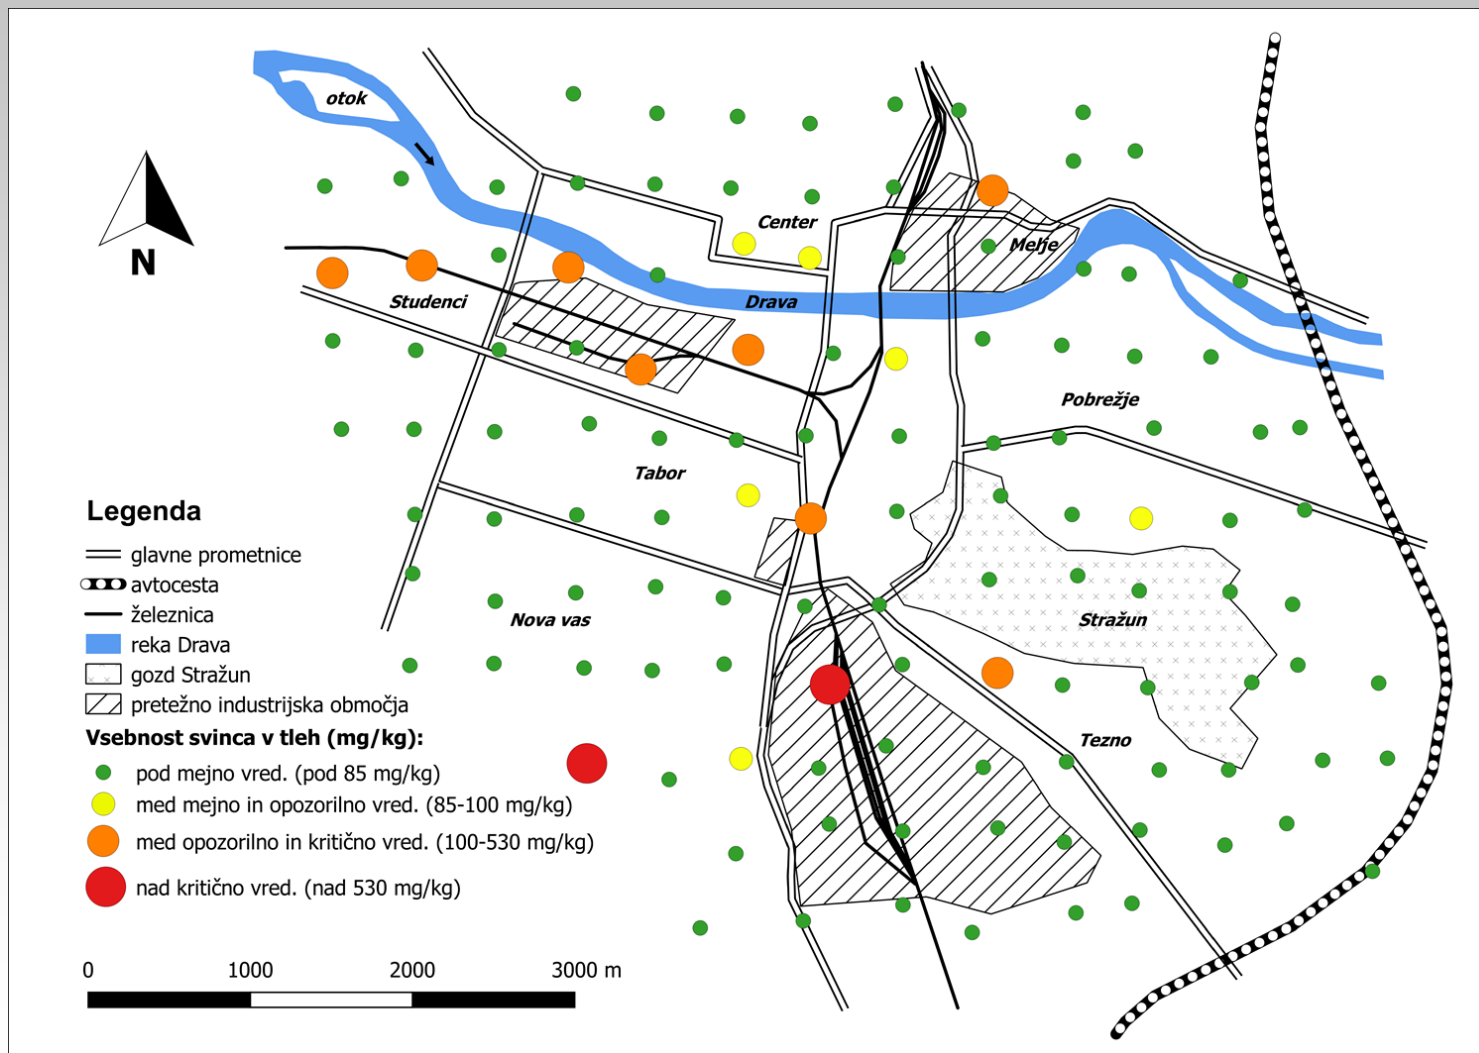 otok
Center
Melje
Studenci
Drava
Pobrežje
Tabor
Nova vas
Stražun
Tezno
N
Legenda
glavne prometnice
avtocesta
železnica
reka Drava
gozd Stražun
pretežno industrijska območja
Vsebnost svinca v tleh (mg/kg):
pod mejno vred. (pod 85 mg/kg)
med mejno in opozorilno vred. (85-100 mg/kg)
med opozorilno in kritično vred. (100-530 mg/kg)
nad kritično vred. (nad 530 mg/kg)
0 1000 2000 3000 m